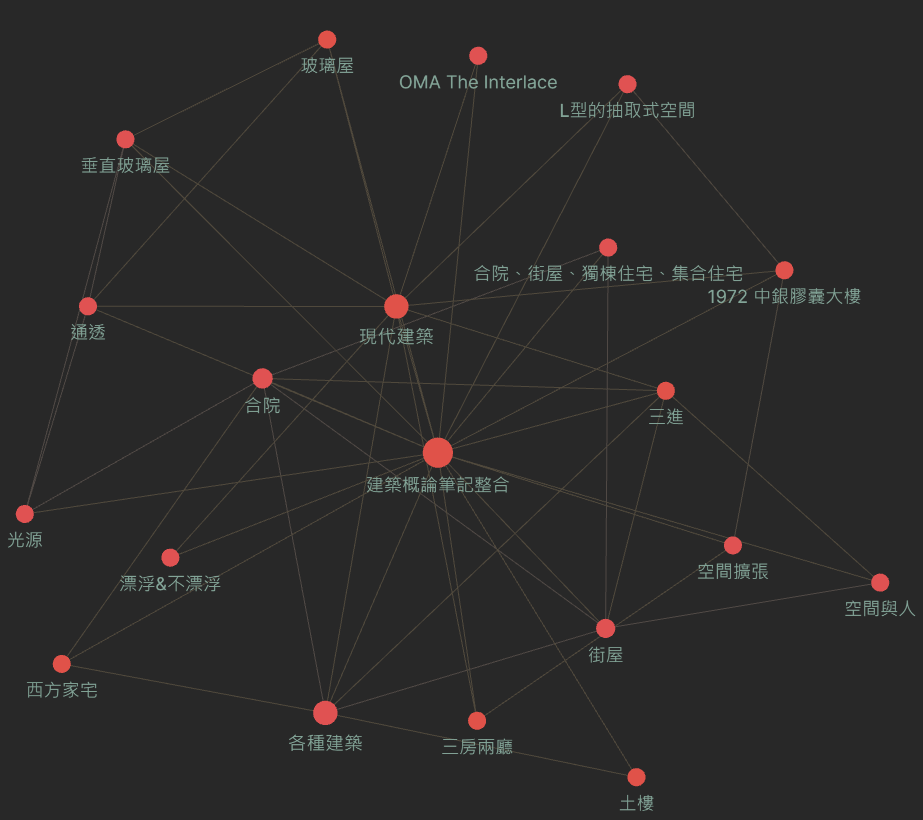 玻璃屋
OMA The Interlace
L型的抽取式空間
垂直玻璃屋
合院、街屋、獨棟住宅、集合住宅
1972 中銀膠囊大樓
通透
現代建築
合院
三進
建築概論筆記整合
光源
漂浮&不漂浮
空間擴張
空間與人
街屋
西方家宅
各種建築
三房兩廳
土樓